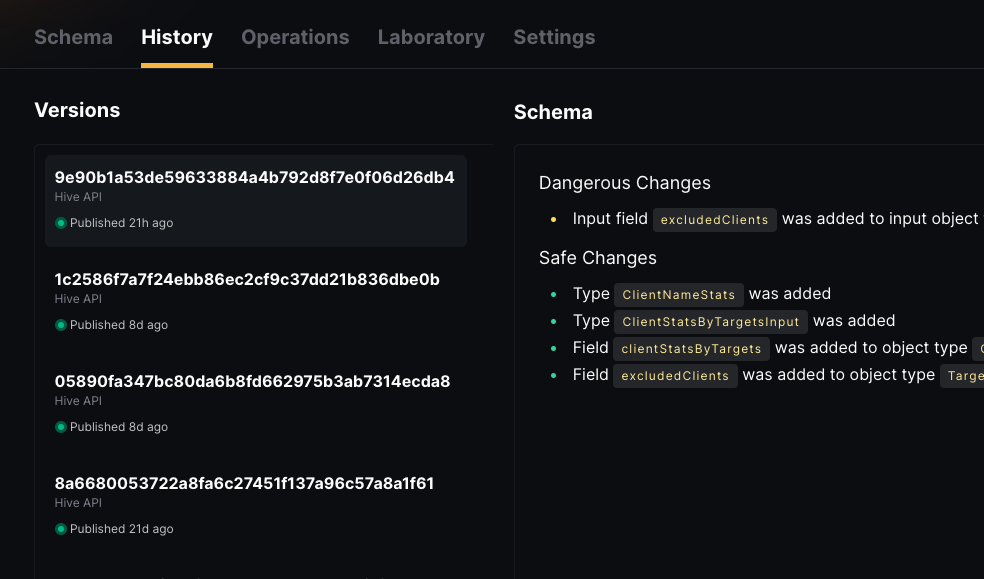 Schema History Operations Laboratory Settings
Versions
9e90b1a53de59633884a4b792d8f7e0f06d26db4
Hive API
Published 21h ago
1c2586f7a7f24ebb86ec2cf9c37dd21b836dbe0b
Hive API
Published 8d ago
05890fa347bc80da6b8fd662975b3ab7314ecda8
Hive API
Published 8d ago
8a6680053722a8fa6c27451f137a96c57a8a1f61
Hive API
Published 21d ago
Schema
Dangerous Changes
Input field excludedClients was added to input object
Safe Changes
Type ClientNameStats was added
Type ClientStatsByTargetsInput was added
Field clientStatsByTargets was added to object type
Field excludedClients was added to object type Targe